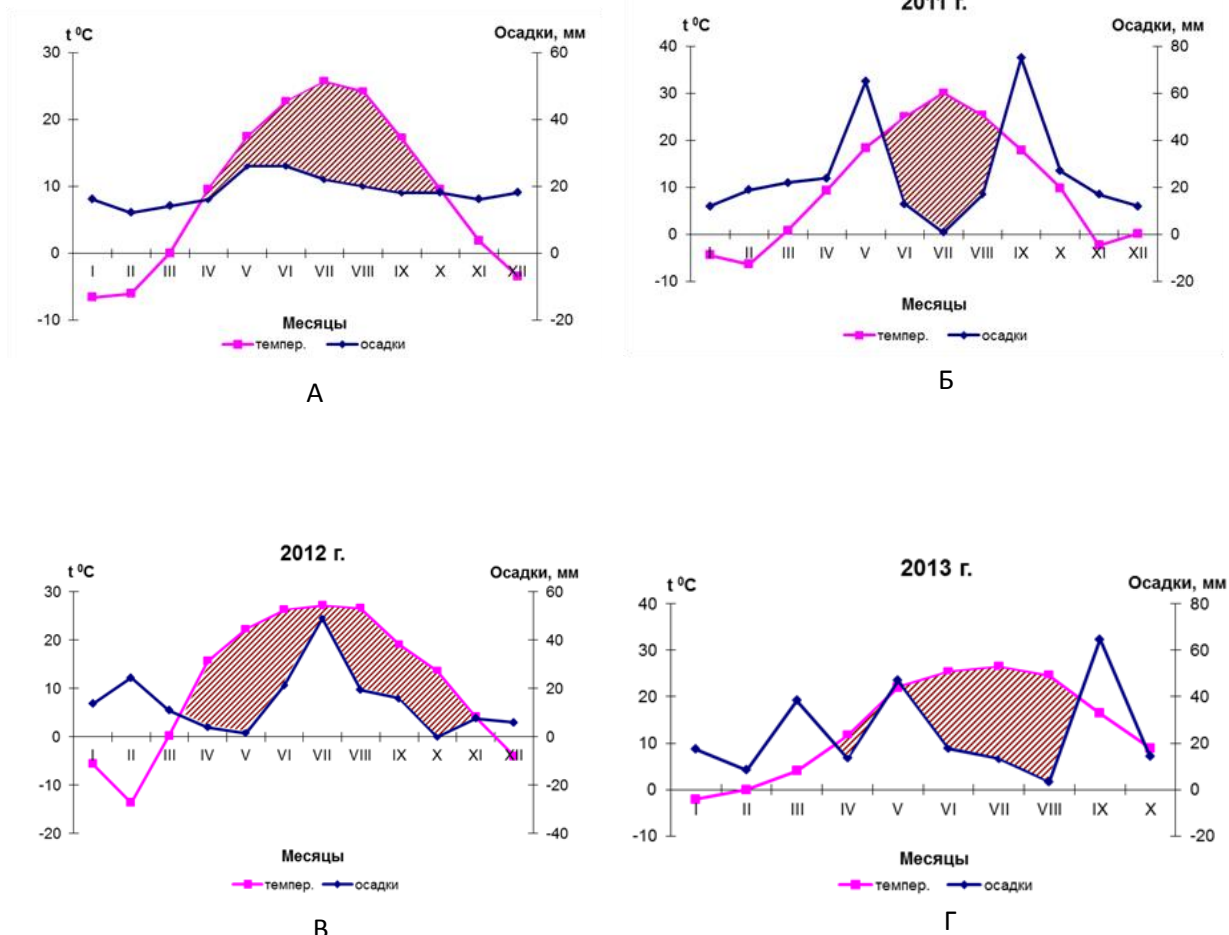 t ⁰C
Осадки, мм
30
20
10
0
-10
60
40
20
0
-20
I II III IV V VI VII VIII IX X XI XII
Месяцы
темпер. осадки
А
2011 г.
t ⁰C
Осадки, мм
40
30
20
10
0
-10
80
60
40
20
0
-20
I II III IV V VI VII VIII IX X XI XII
Месяцы
темпер. осадки
Б
2012 г.
t ⁰C
Осадки, мм
30
20
10
0
-10
-20
60
40
20
0
-20
-40
I II III IV V VI VII VIII IX X XI XII
Месяцы
темпер. осадки
В
2013 г.
t ⁰C
Осадки, мм
40
30
20
10
0
-10
80
60
40
20
0
-20
I II III IV V VI VII VIII IX X
Месяцы
темпер. осадки
Г